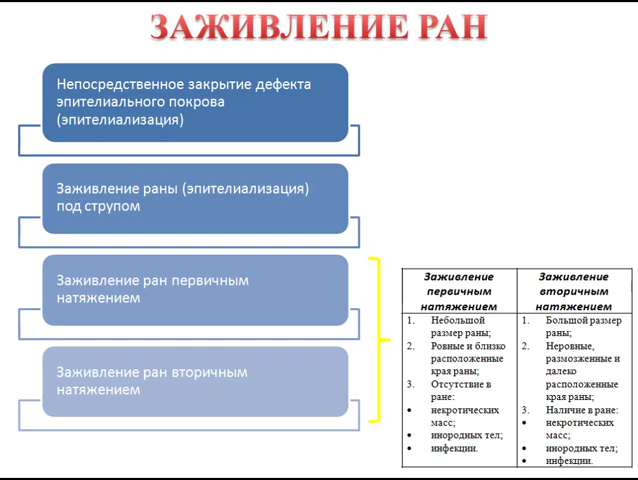 ЗАЖИВЛЕНИЕ РАН
Непосредственное закрытие дефекта
эпителиального покрова
(эпителиализация)
Заживление раны (эпителиализация)
под струпом
Заживление ран первичным
натяжением
Заживление ран вторичным
натяжением
Заживление
первичным
натяжением
1. Небольшой
размер раны;
2. Ровные и близко
расположенные
края раны;
3. Отсутствие в
ране:
• некротических
масс;
• инородных тел;
• инфекции.
Заживление
вторичным
натяжением
1. Большой размер
раны;
2. Неровные,
размозженные и
далеко
расположенные
края раны;
3. Наличие в ране:
• некротических
масс;
• инородных тел;
• инфекции.